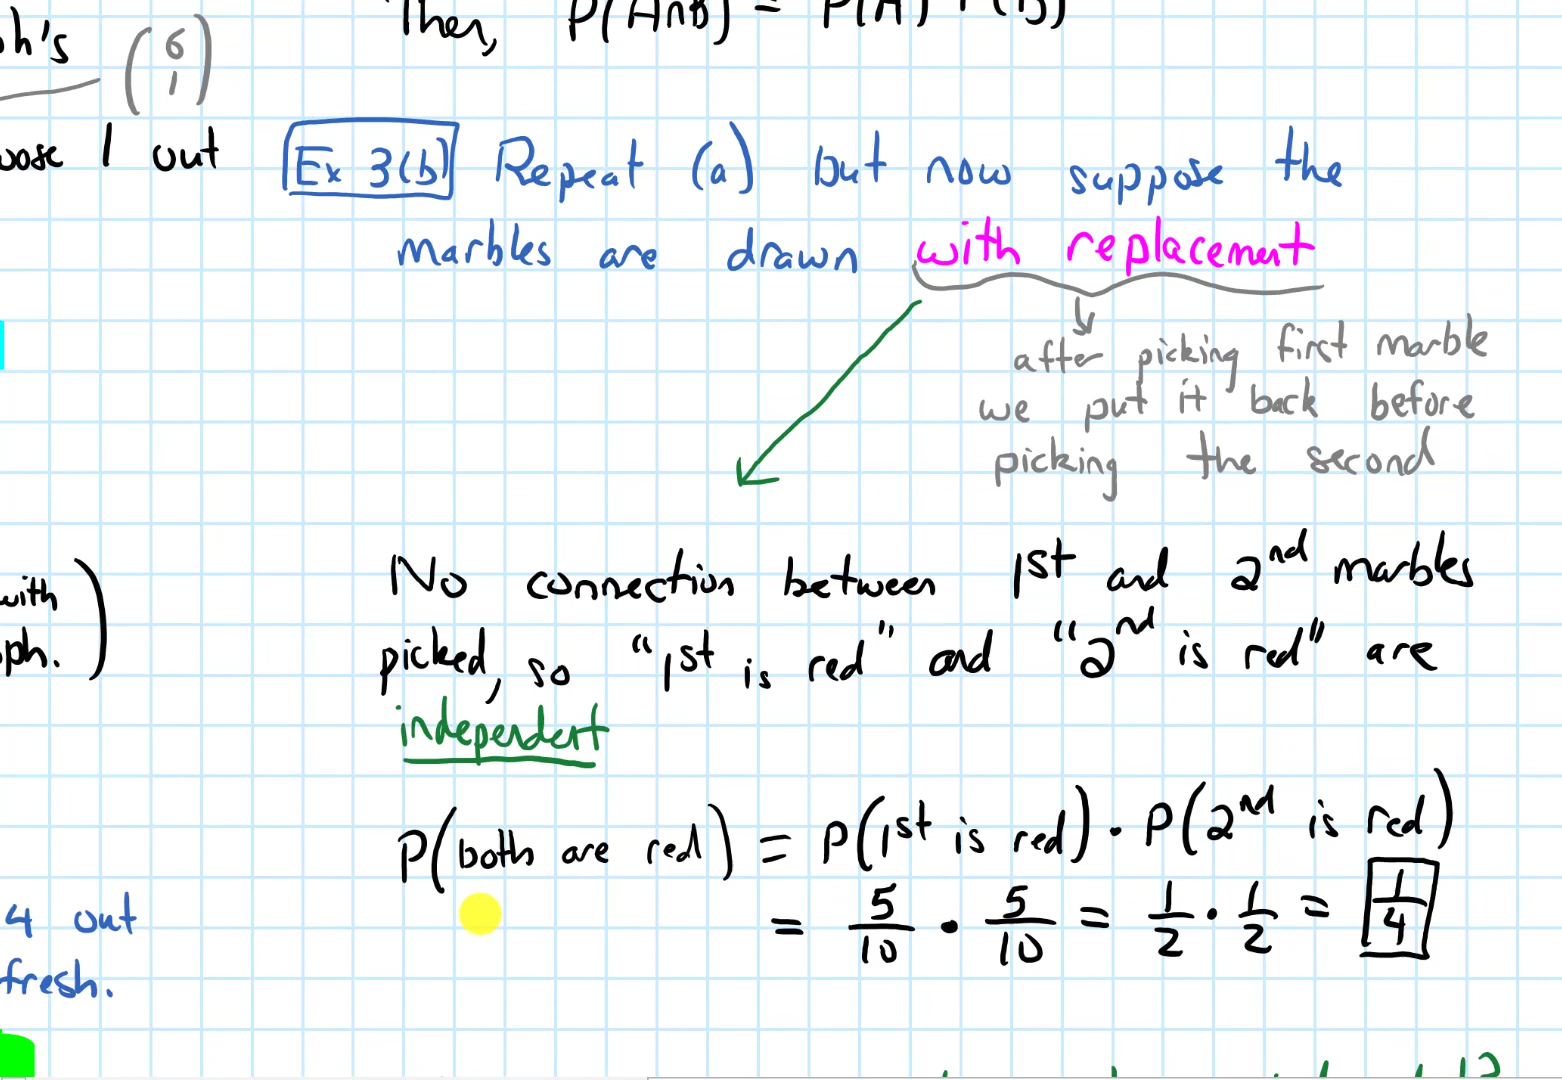 Then, P(A∩B) = P(A) P(B)
ph's (6 1)
1 out
Ex 3(b) Repeat (a) but now suppose the
marbles are drawn with replacement
after picking first marble
we put it back before
picking the second
No connection between 1st and 2nd marbles
picked, so "1st is red" and "2nd is red" are
independent
with
ph. )
P(both are red) = P(1st is red) · P(2nd is red)
= 5/10 · 5/10 = 1/2 · 1/2 = 1/4
4 out
fresh.